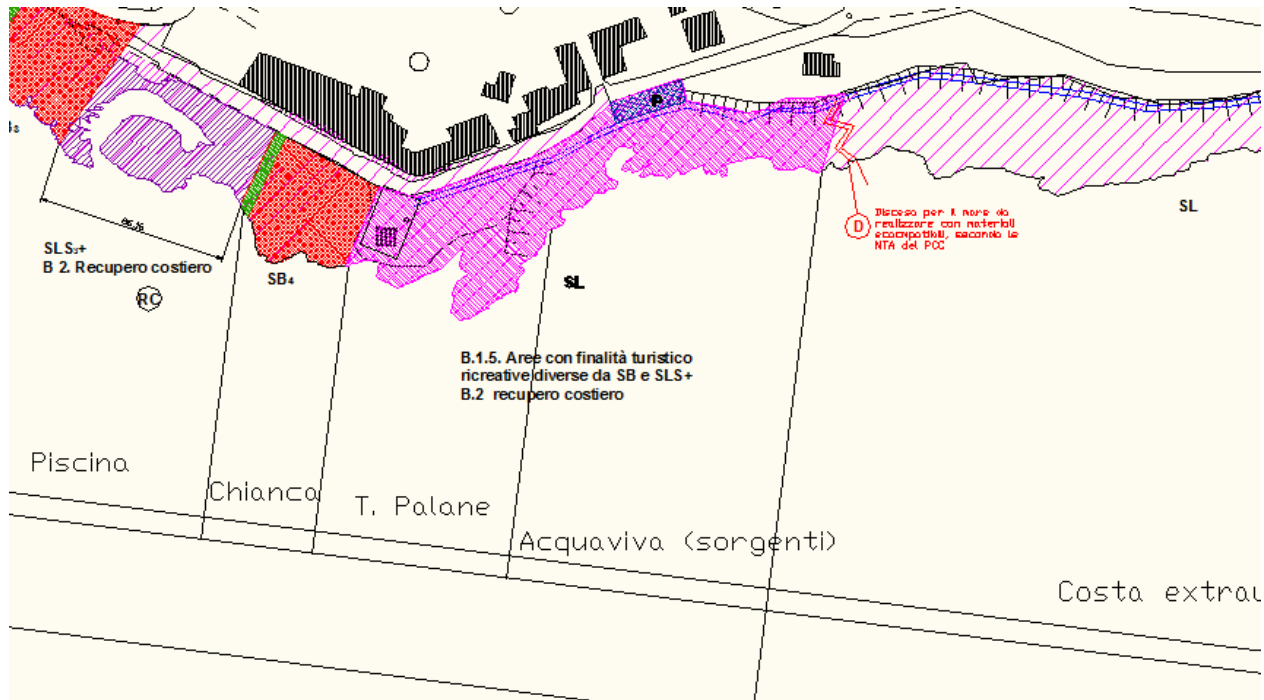 SLS₃+
B 2. Recupero costiero
RC
SB₄
P
SL
D
Discesa per il mare da
realizzare con materiali
ecocompatibili, secondo le
NTA del PCC
SL
B.1.5. Aree con finalità turistico
ricreative diverse da SB e SLS+
B.2 recupero costiero
Piscina
Chianca
T. Palane
Acquaviva (sorgenti)
Costa extrau